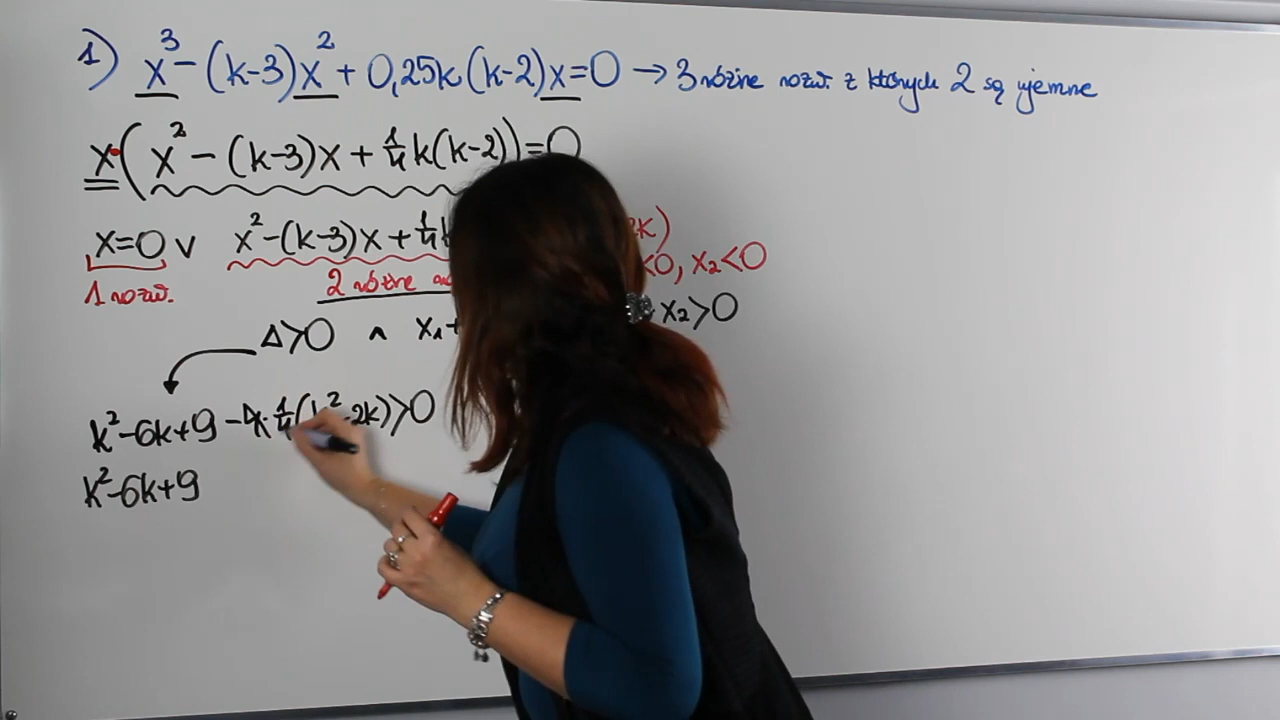 1) x³-(k-3)x²+0,25k(k-2)x=0 → 3 różne rozw. z których 2 są ujemne
x·(x²-(k-3)x+¼k(k-2))=0
x=0 v x²-(k-3)x+¼ 2k)
1 rozw. 2 różne <0, x₂<0
Δ>0 ∧ x₁+ x₂>0
k²-6k+9-4·¼(k²-2k)>0
k²-6k+9